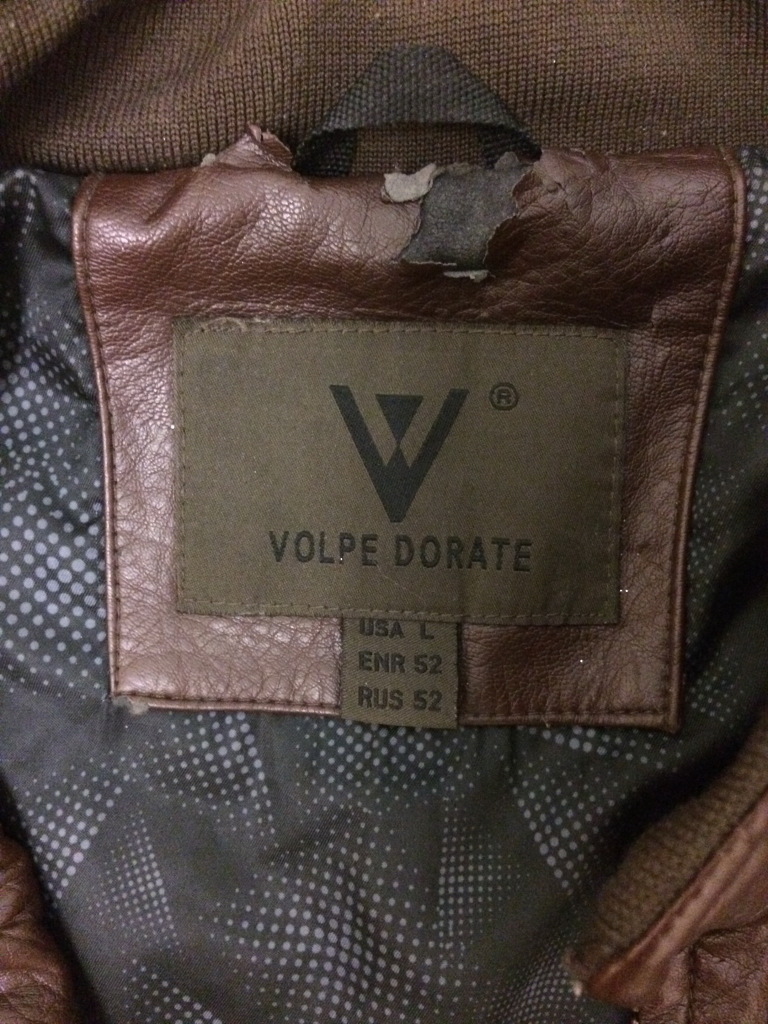 ®
VOLPE DORATE
USA L
ENR 52
RUS 52